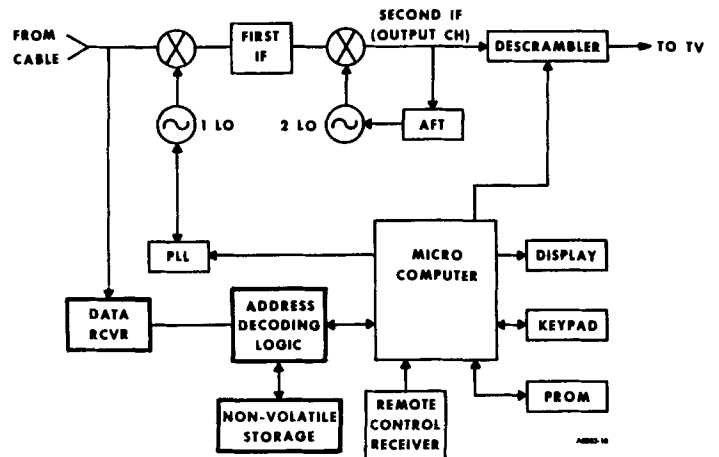 FROM
CABLE
FIRST
IF
SECOND IF
(OUTPUT CH)
DESCRAMBLER
TO TV
1 LO
2 LO
AFT
PLL
MICRO
COMPUTER
DISPLAY
DATA
RCVR
ADDRESS
DECODING
LOGIC
KEYPAD
NON-VOLATILE
STORAGE
REMOTE
CONTROL
RECEIVER
PROM